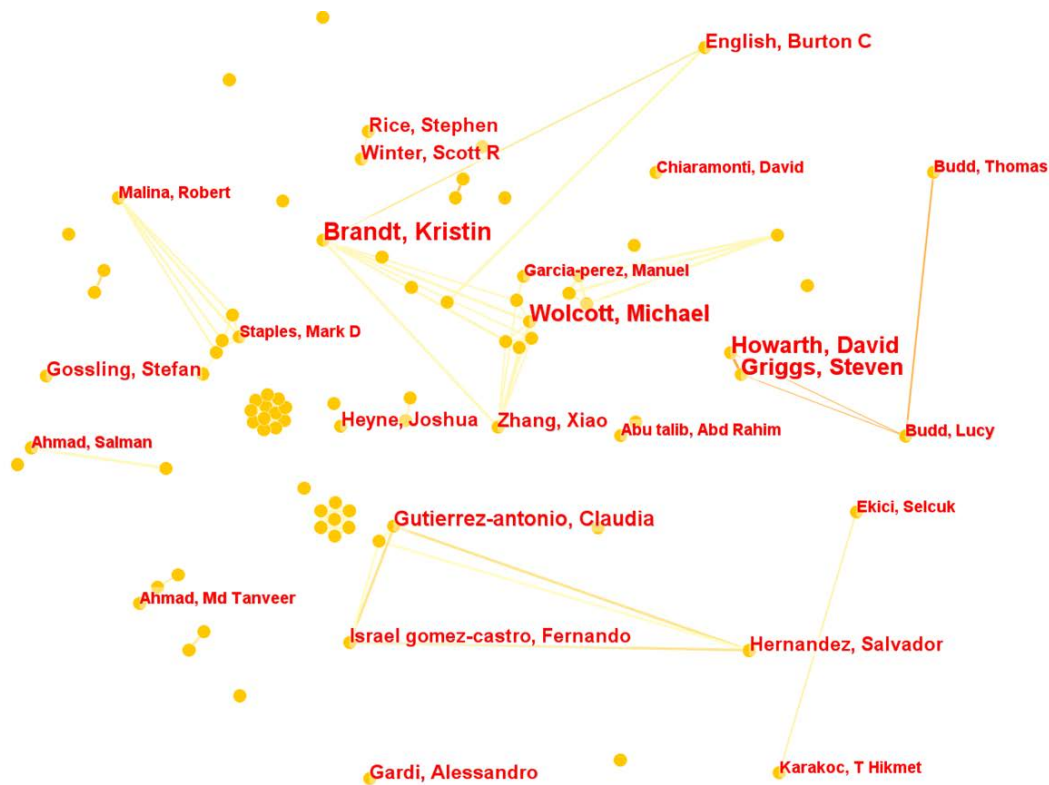 English, Burton C
Rice, Stephen
Winter, Scott R
Chiaramonti, David
Budd, Thomas
Malina, Robert
Brandt, Kristin
Garcia-perez, Manuel
Wolcott, Michael
Staples, Mark D
Howarth, David
Griggs, Steven
Gossling, Stefan
Heyne, Joshua
Zhang, Xiao
Abu talib, Abd Rahim
Budd, Lucy
Ahmad, Salman
Ekici, Selcuk
Gutierrez-antonio, Claudia
Ahmad, Md Tanveer
Israel gomez-castro, Fernando
Hernandez, Salvador
Gardi, Alessandro
Karakoc, T Hikmet